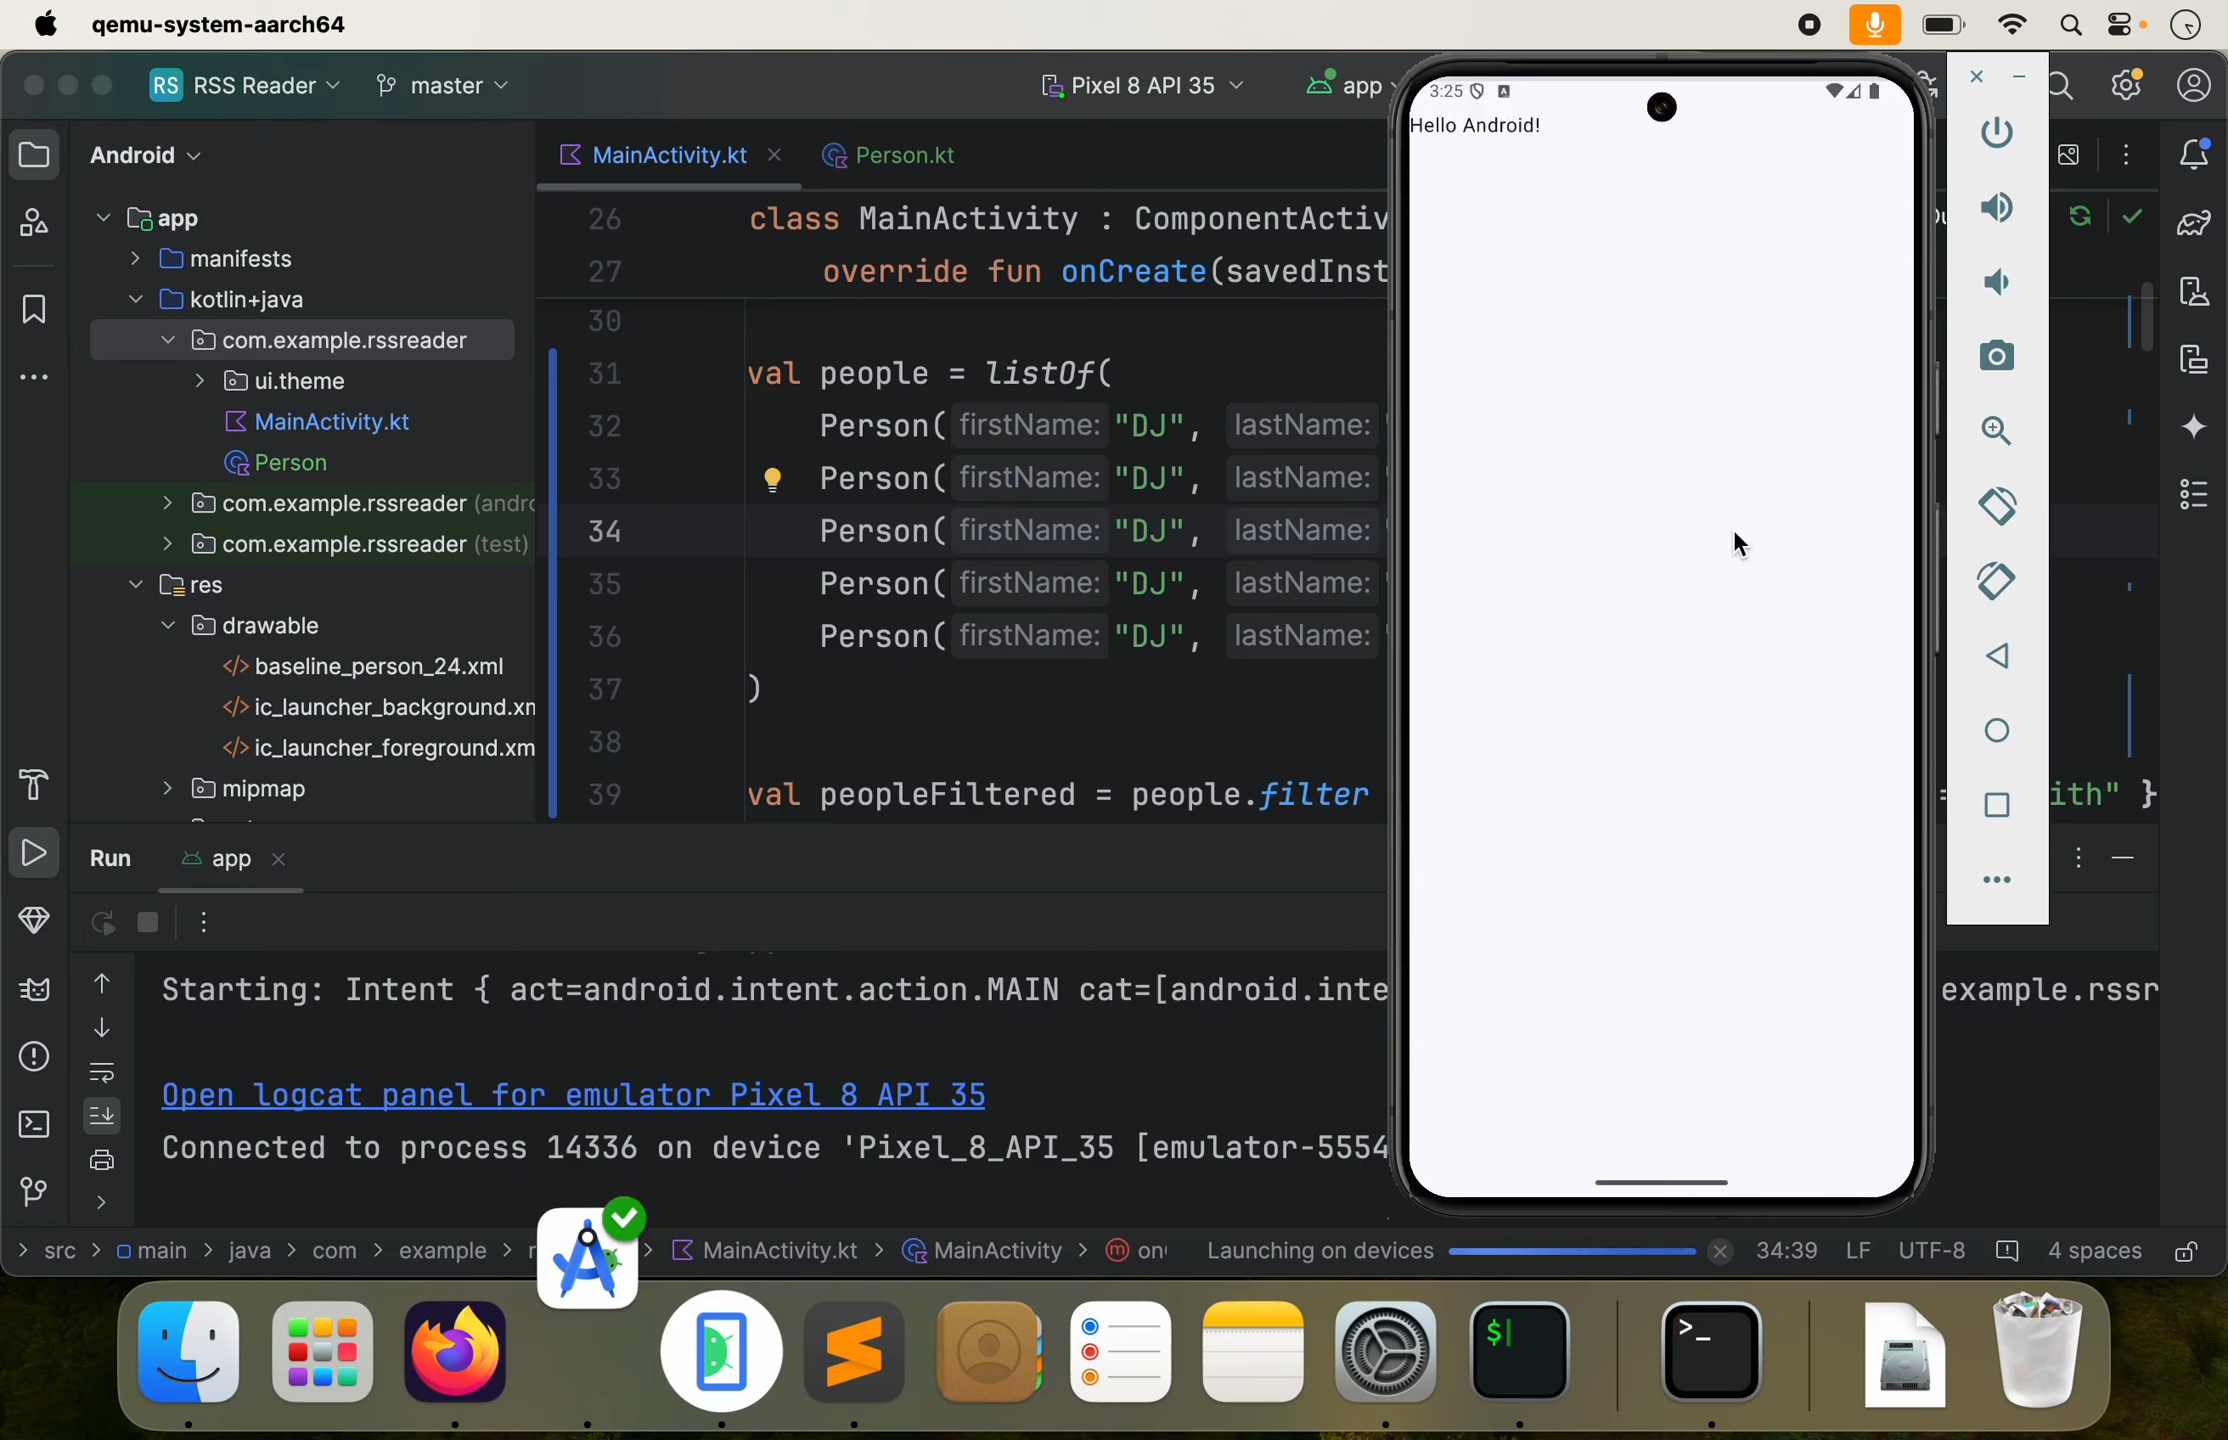 qemu-system-aarch64
RS RSS Reader
master
Pixel 8 API 35
app
3:25
Hello Android!
Android
MainActivity.kt
Person.kt
app
manifests
kotlin+java
com.example.rssreader
ui.theme
MainActivity.kt
Person
com.example.rssreader (andro
com.example.rssreader (test)
res
drawable
baseline_person_24.xml
ic_launcher_background.xm
ic_launcher_foreground.xm
mipmap
26 class MainActivity : ComponentActiv
27 override fun onCreate(savedInst
30
31 val people = listOf(
32 Person( firstName: "DJ", lastName:
33 Person( firstName: "DJ", lastName:
34 Person( firstName: "DJ", lastName:
35 Person( firstName: "DJ", lastName:
36 Person( firstName: "DJ", lastName:
37 )
38
39 val peopleFiltered = people.filter = ith" }
Run app
Starting: Intent { act=android.intent.action.MAIN cat=[android.inte example.rssr
Open logcat panel for emulator Pixel 8 API 35
Connected to process 14336 on device 'Pixel_8_API_35 [emulator-5554
src > main > java > com > example > r > MainActivity.kt > MainActivity > on
Launching on devices
34:39 LF UTF-8 4 spaces